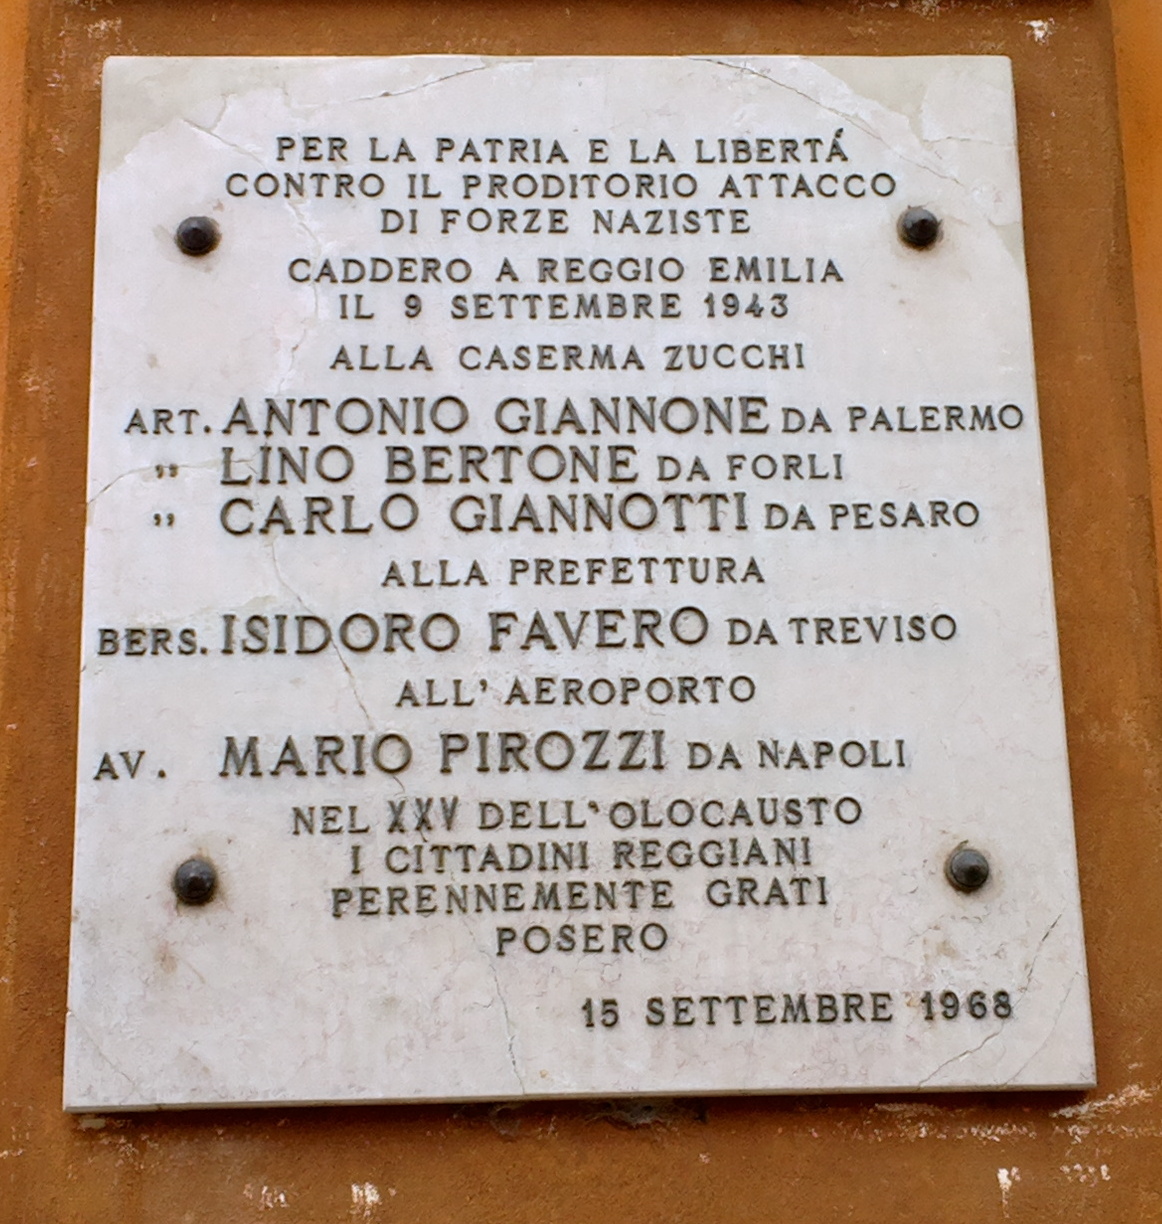 PER LA PATRIA E LA LIBERTÁ
CONTRO IL PRODITORIO ATTACCO
DI FORZE NAZISTE
CADDERO A REGGIO EMILIA
IL 9 SETTEMBRE 1943
ALLA CASERMA ZUCCHI
ART. ANTONIO GIANNONE DA PALERMO
„ LINO BERTONE DA FORLI
„ CARLO GIANNOTTI DA PESARO
ALLA PREFETTURA
BERS. ISIDORO FAVERO DA TREVISO
ALL' AEROPORTO
AV. MARIO PIROZZI DA NAPOLI
NEL XXV DELL'OLOCAUSTO
I CITTADINI REGGIANI
PERENNEMENTE GRATI
POSERO
15 SETTEMBRE 1968